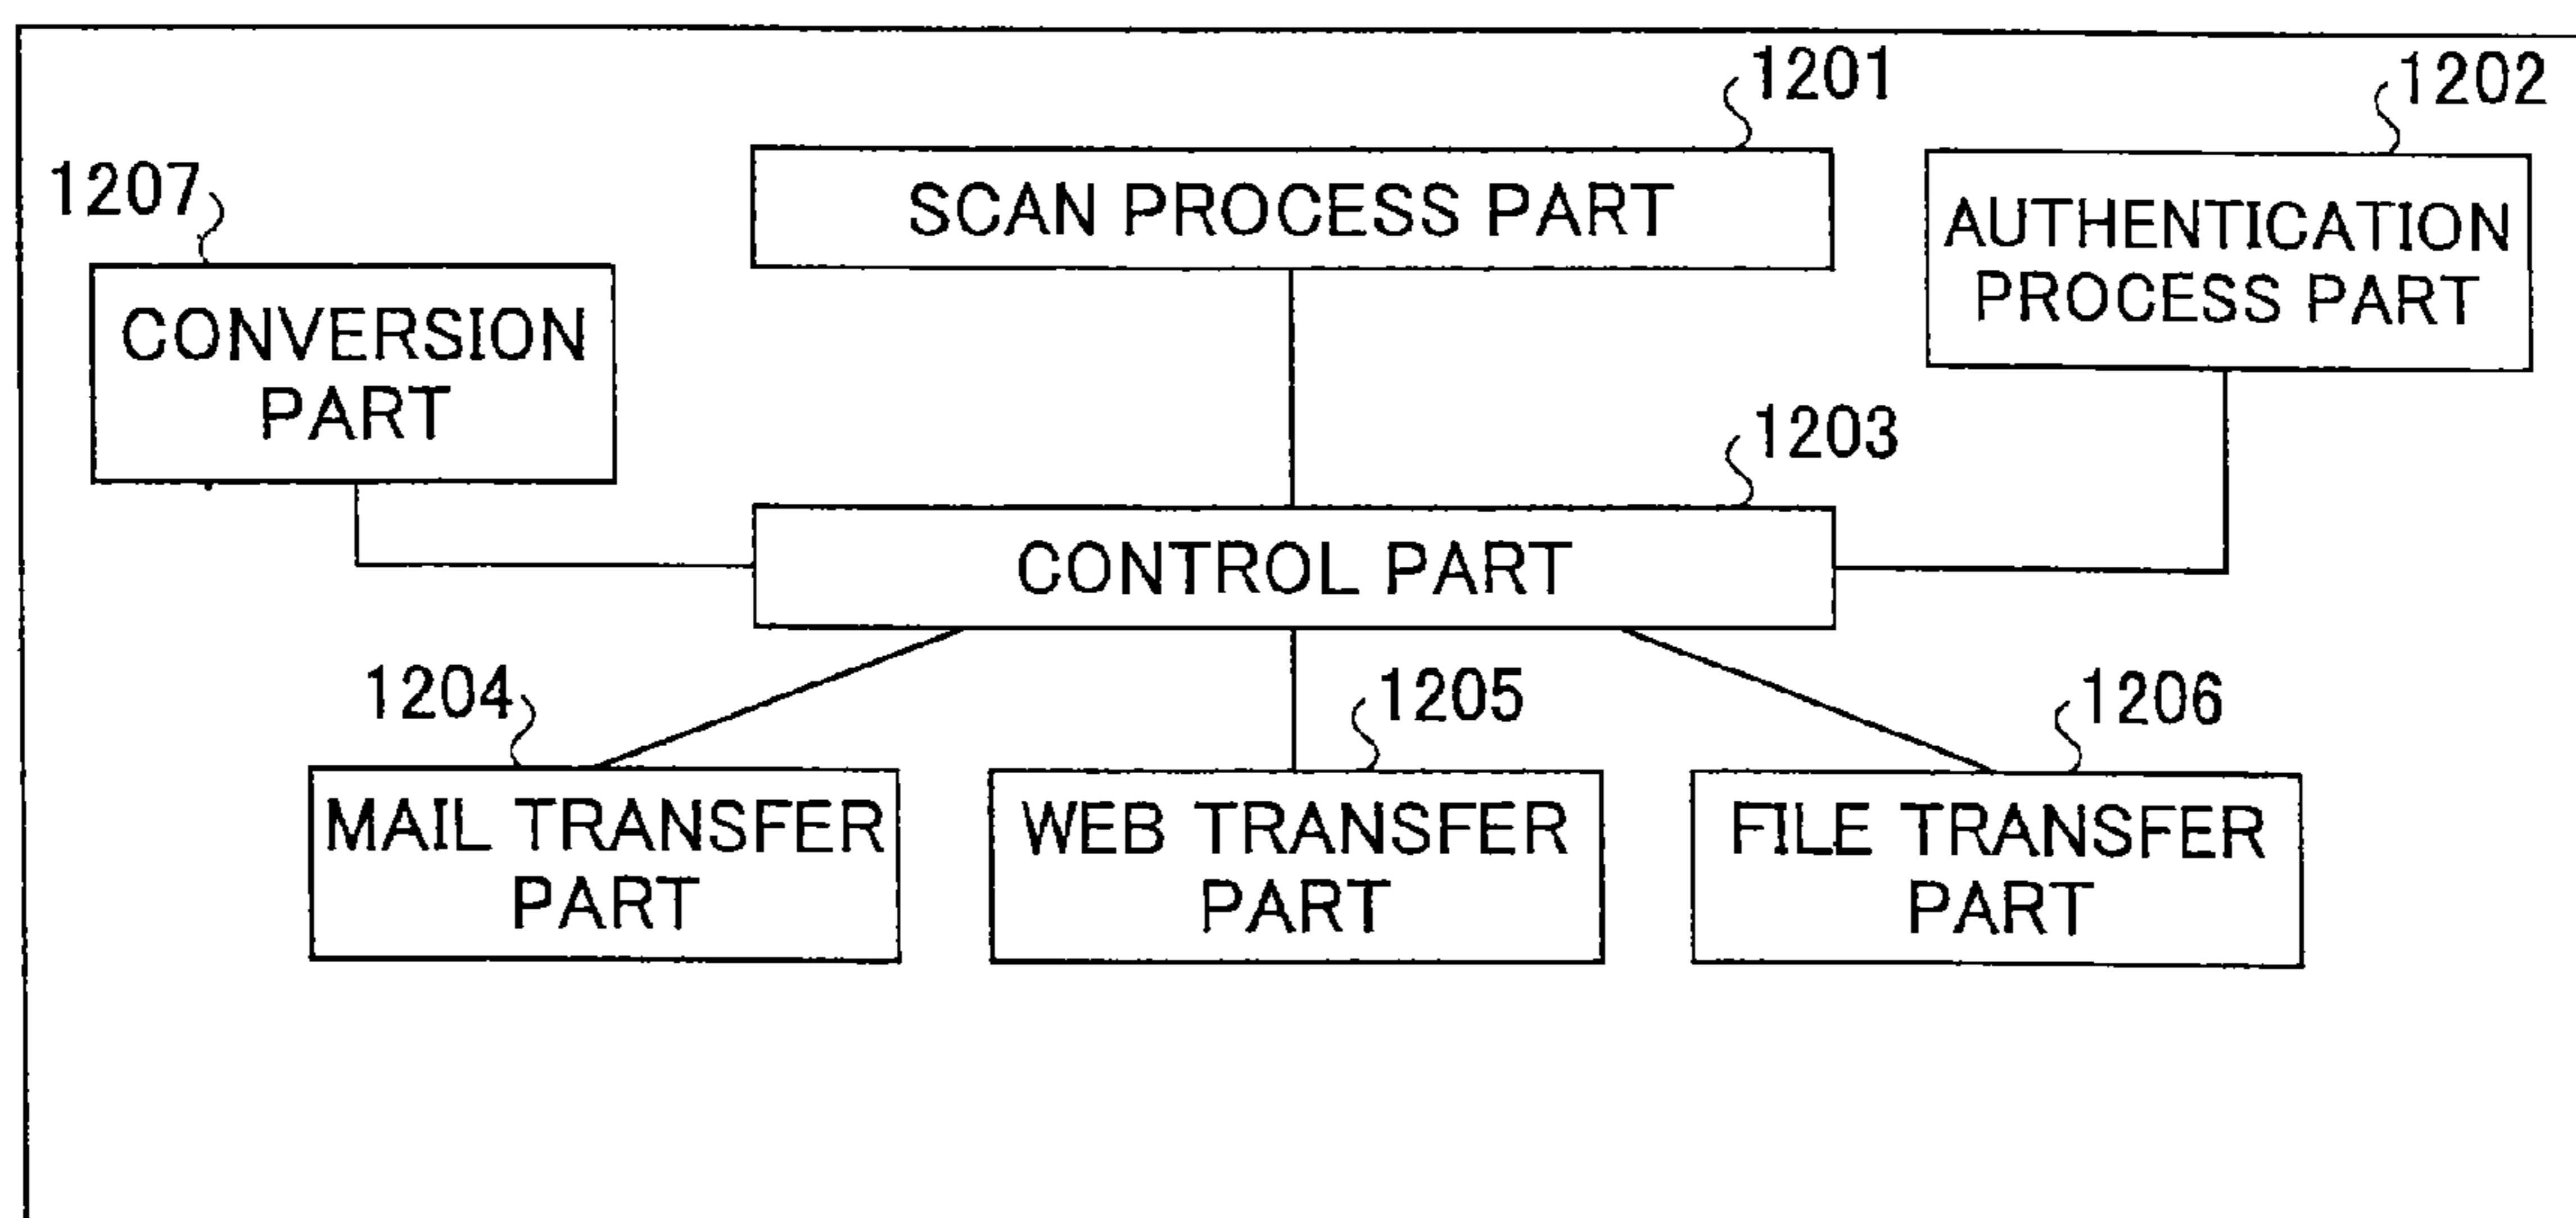 1201
SCAN PROCESS PART
1202
AUTHENTICATION
PROCESS PART
1207
CONVERSION
PART
1203
CONTROL PART
1204
MAIL TRANSFER
PART
1205
WEB TRANSFER
PART
1206
FILE TRANSFER
PART